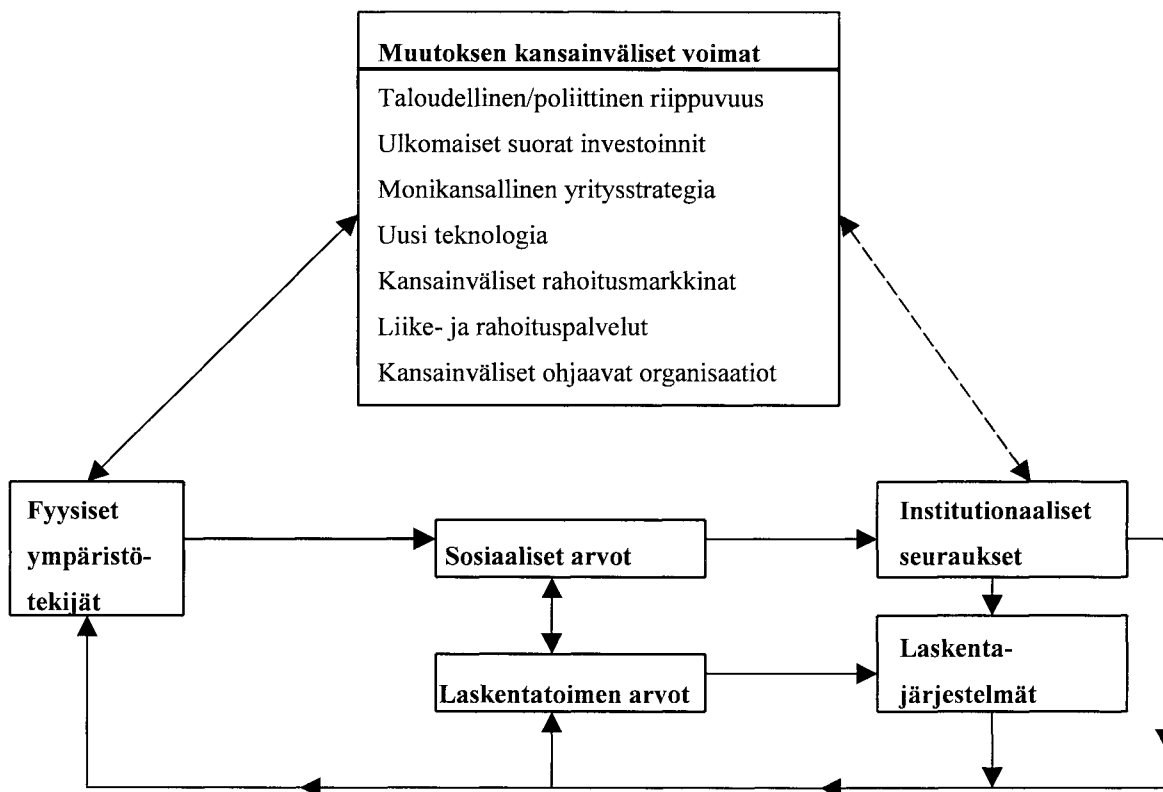 Muutoksen kansainväliset voimat
Taloudellinen/poliittinen riippuvuus
Ulkomaiset suorat investoinnit
Monikansallinen yritysstrategia
Uusi teknologia
Kansainväliset rahoitusmarkkinat
Liike- ja rahoituspalvelut
Kansainväliset ohjaavat organisaatiot
Fyysiset
ympäristö-
tekijät
Sosiaaliset arvot
Laskentatoimen arvot
Institutionaaliset
seuraukset
Laskenta-
järjestelmät